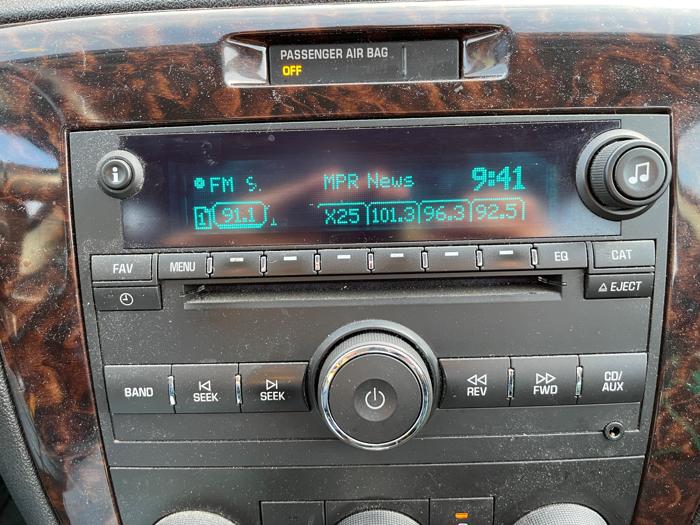 PASSENGER AIR BAG
OFF
i
FM
MPR News
9:41
1 91.1
X25 101.3 96.3 92.5
FAV
MENU
EQ
CAT
EJECT
BAND
SEEK
SEEK
REV
FWD
CD/
AUX